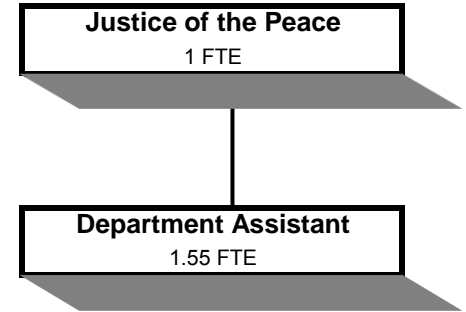 Justice of the Peace
1 FTE
Department Assistant
1.55 FTE